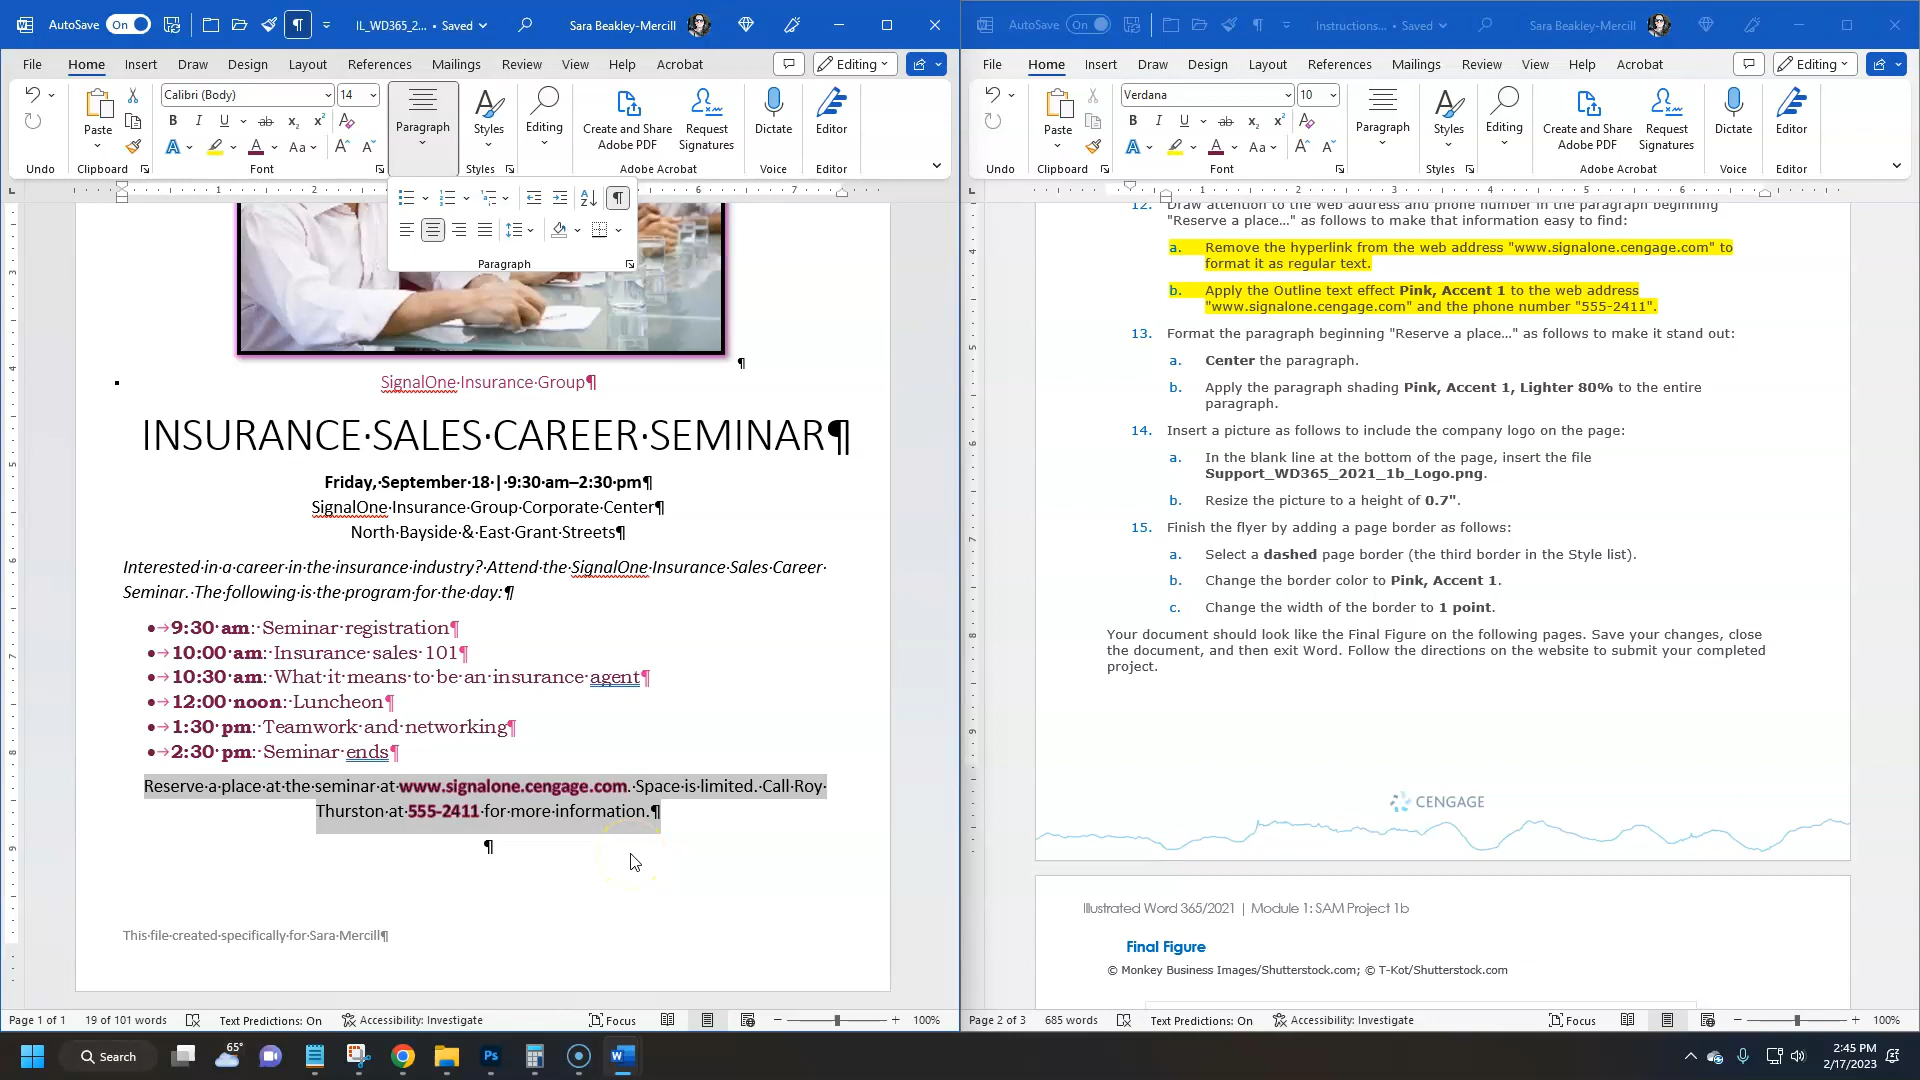 AutoSave On IL_WD365_2... • Saved Sara Beakley-Mercill
File Home Insert Draw Design Layout References Mailings Review View Help Acrobat Editing
Calibri (Body) 14
Paste Paragraph Styles Editing Create and Share Adobe PDF Request Signatures Dictate Editor
Undo Clipboard Font Styles Adobe Acrobat Voice Editor
Paragraph
SignalOne·Insurance·Group¶
INSURANCE·SALES·CAREER·SEMINAR¶
Friday,·September·18·|·9:30·am–2:30·pm¶
SignalOne·Insurance·Group·Corporate·Center¶
North·Bayside·&·East·Grant·Streets¶
Interested·in·a·career·in·the·insurance·industry?·Attend·the·SignalOne·Insurance·Sales·Career·
Seminar.·The·following·is·the·program·for·the·day:¶
•→9:30·am:·Seminar·registration¶
•→10:00·am:·Insurance·sales·101¶
•→10:30·am:·What·it·means·to·be·an·insurance·agent¶
•→12:00·noon:·Luncheon¶
•→1:30·pm:·Teamwork·and·networking¶
•→2:30·pm:·Seminar·ends¶
Reserve·a·place·at·the·seminar·at·www.signalone.cengage.com.·Space·is·limited.·Call·Roy·
Thurston·at·555-2411·for·more·information.¶
¶
This·file·created·specifically·for·Sara·Mercill¶
Page 1 of 1 19 of 101 words Text Predictions: On Accessibility: Investigate Focus 100%
AutoSave On Instructions... • Saved Sara Beakley-Mercill
File Home Insert Draw Design Layout References Mailings Review View Help Acrobat Editing
Verdana 10
Paste Paragraph Styles Editing Create and Share Adobe PDF Request Signatures Dictate Editor
Undo Clipboard Font Styles Adobe Acrobat Voice Editor
12. Draw attention to the web address and phone number in the paragraph beginning
"Reserve a place..." as follows to make that information easy to find:
a. Remove the hyperlink from the web address "www.signalone.cengage.com" to
format it as regular text.
b. Apply the Outline text effect Pink, Accent 1 to the web address
"www.signalone.cengage.com" and the phone number "555-2411".
13. Format the paragraph beginning "Reserve a place..." as follows to make it stand out:
a. Center the paragraph.
b. Apply the paragraph shading Pink, Accent 1, Lighter 80% to the entire
paragraph.
14. Insert a picture as follows to include the company logo on the page:
a. In the blank line at the bottom of the page, insert the file
Support_WD365_2021_1b_Logo.png.
b. Resize the picture to a height of 0.7".
15. Finish the flyer by adding a page border as follows:
a. Select a dashed page border (the third border in the Style list).
b. Change the border color to Pink, Accent 1.
c. Change the width of the border to 1 point.
Your document should look like the Final Figure on the following pages. Save your changes, close
the document, and then exit Word. Follow the directions on the website to submit your completed
project.
CENGAGE
Illustrated Word 365/2021 | Module 1: SAM Project 1b
Final Figure
© Monkey Business Images/Shutterstock.com; © T-Kot/Shutterstock.com
Page 2 of 3 685 words Text Predictions: On Accessibility: Investigate Focus 100%
Search 65° 2:45 PM
2/17/2023